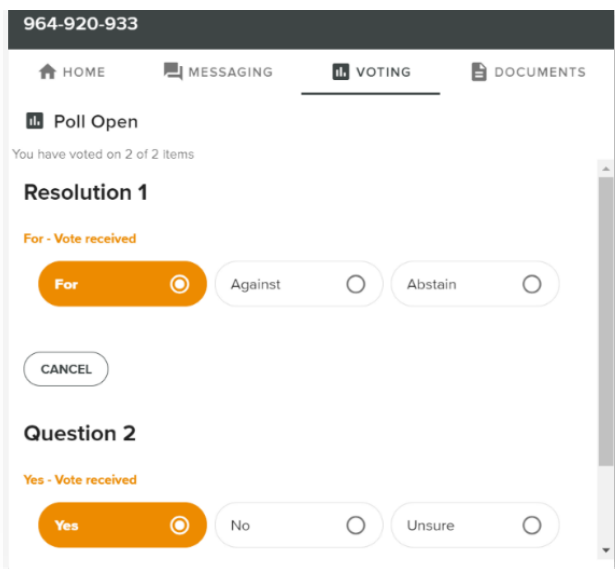 964-920-933
HOME MESSAGING VOTING DOCUMENTS
Poll Open
You have voted on 2 of 2 items
Resolution 1
For - Vote received
For Against Abstain
CANCEL
Question 2
Yes - Vote received
Yes No Unsure